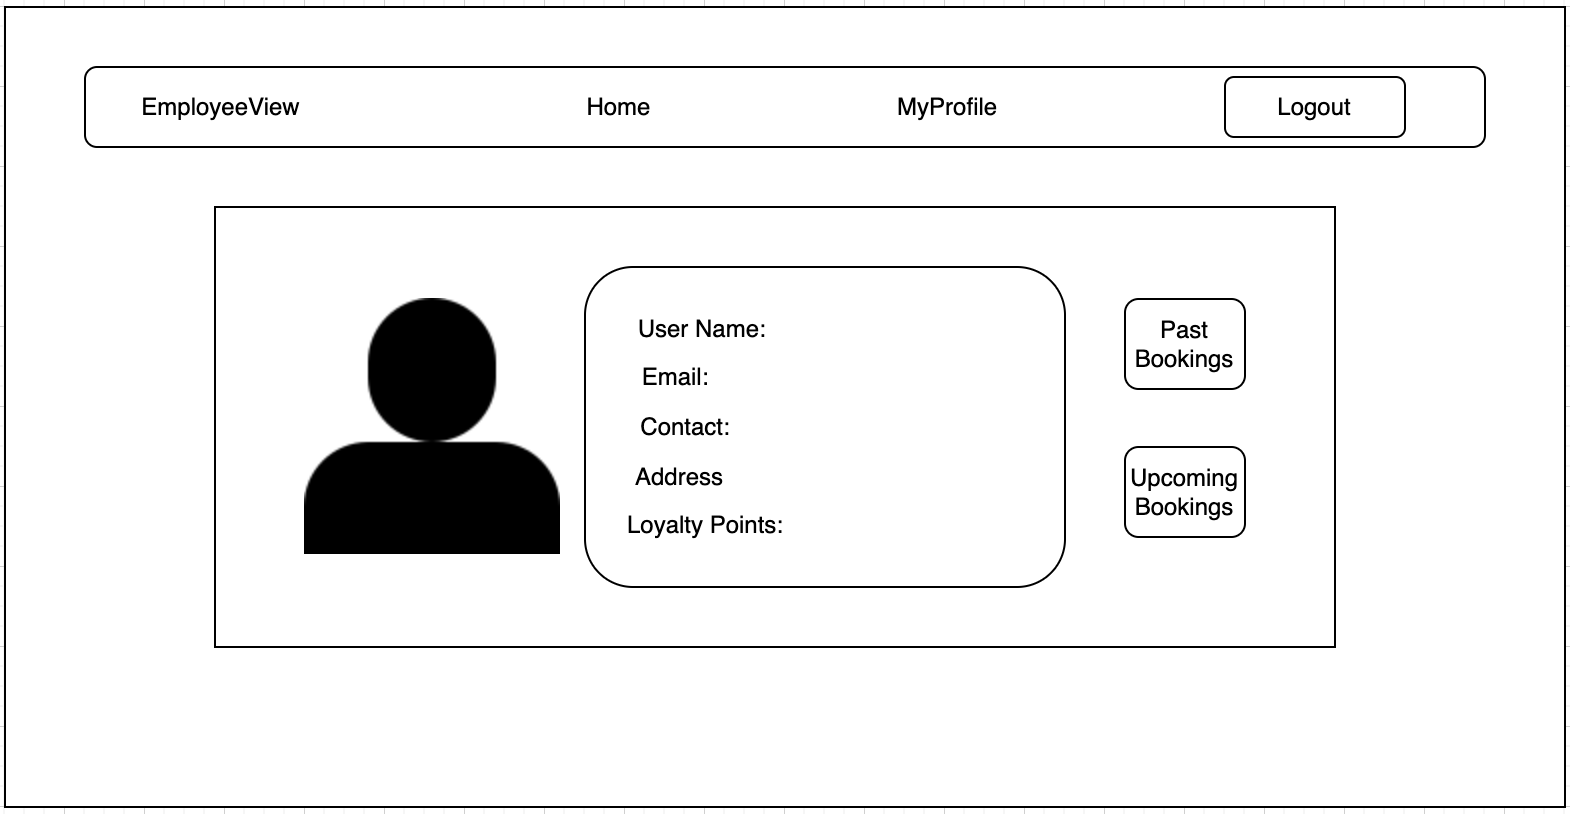 EmployeeView
Home
MyProfile
Logout
User Name:
Email:
Contact:
Address
Loyalty Points:
Past
Bookings
Upcoming
Bookings